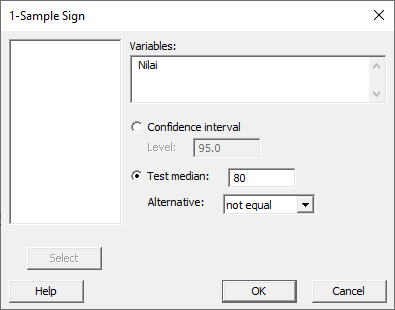 1-Sample Sign
Variables:
Nilai
Confidence interval
Level: 95.0
Test median: 80
Alternative: not equal
Select
Help OK Cancel